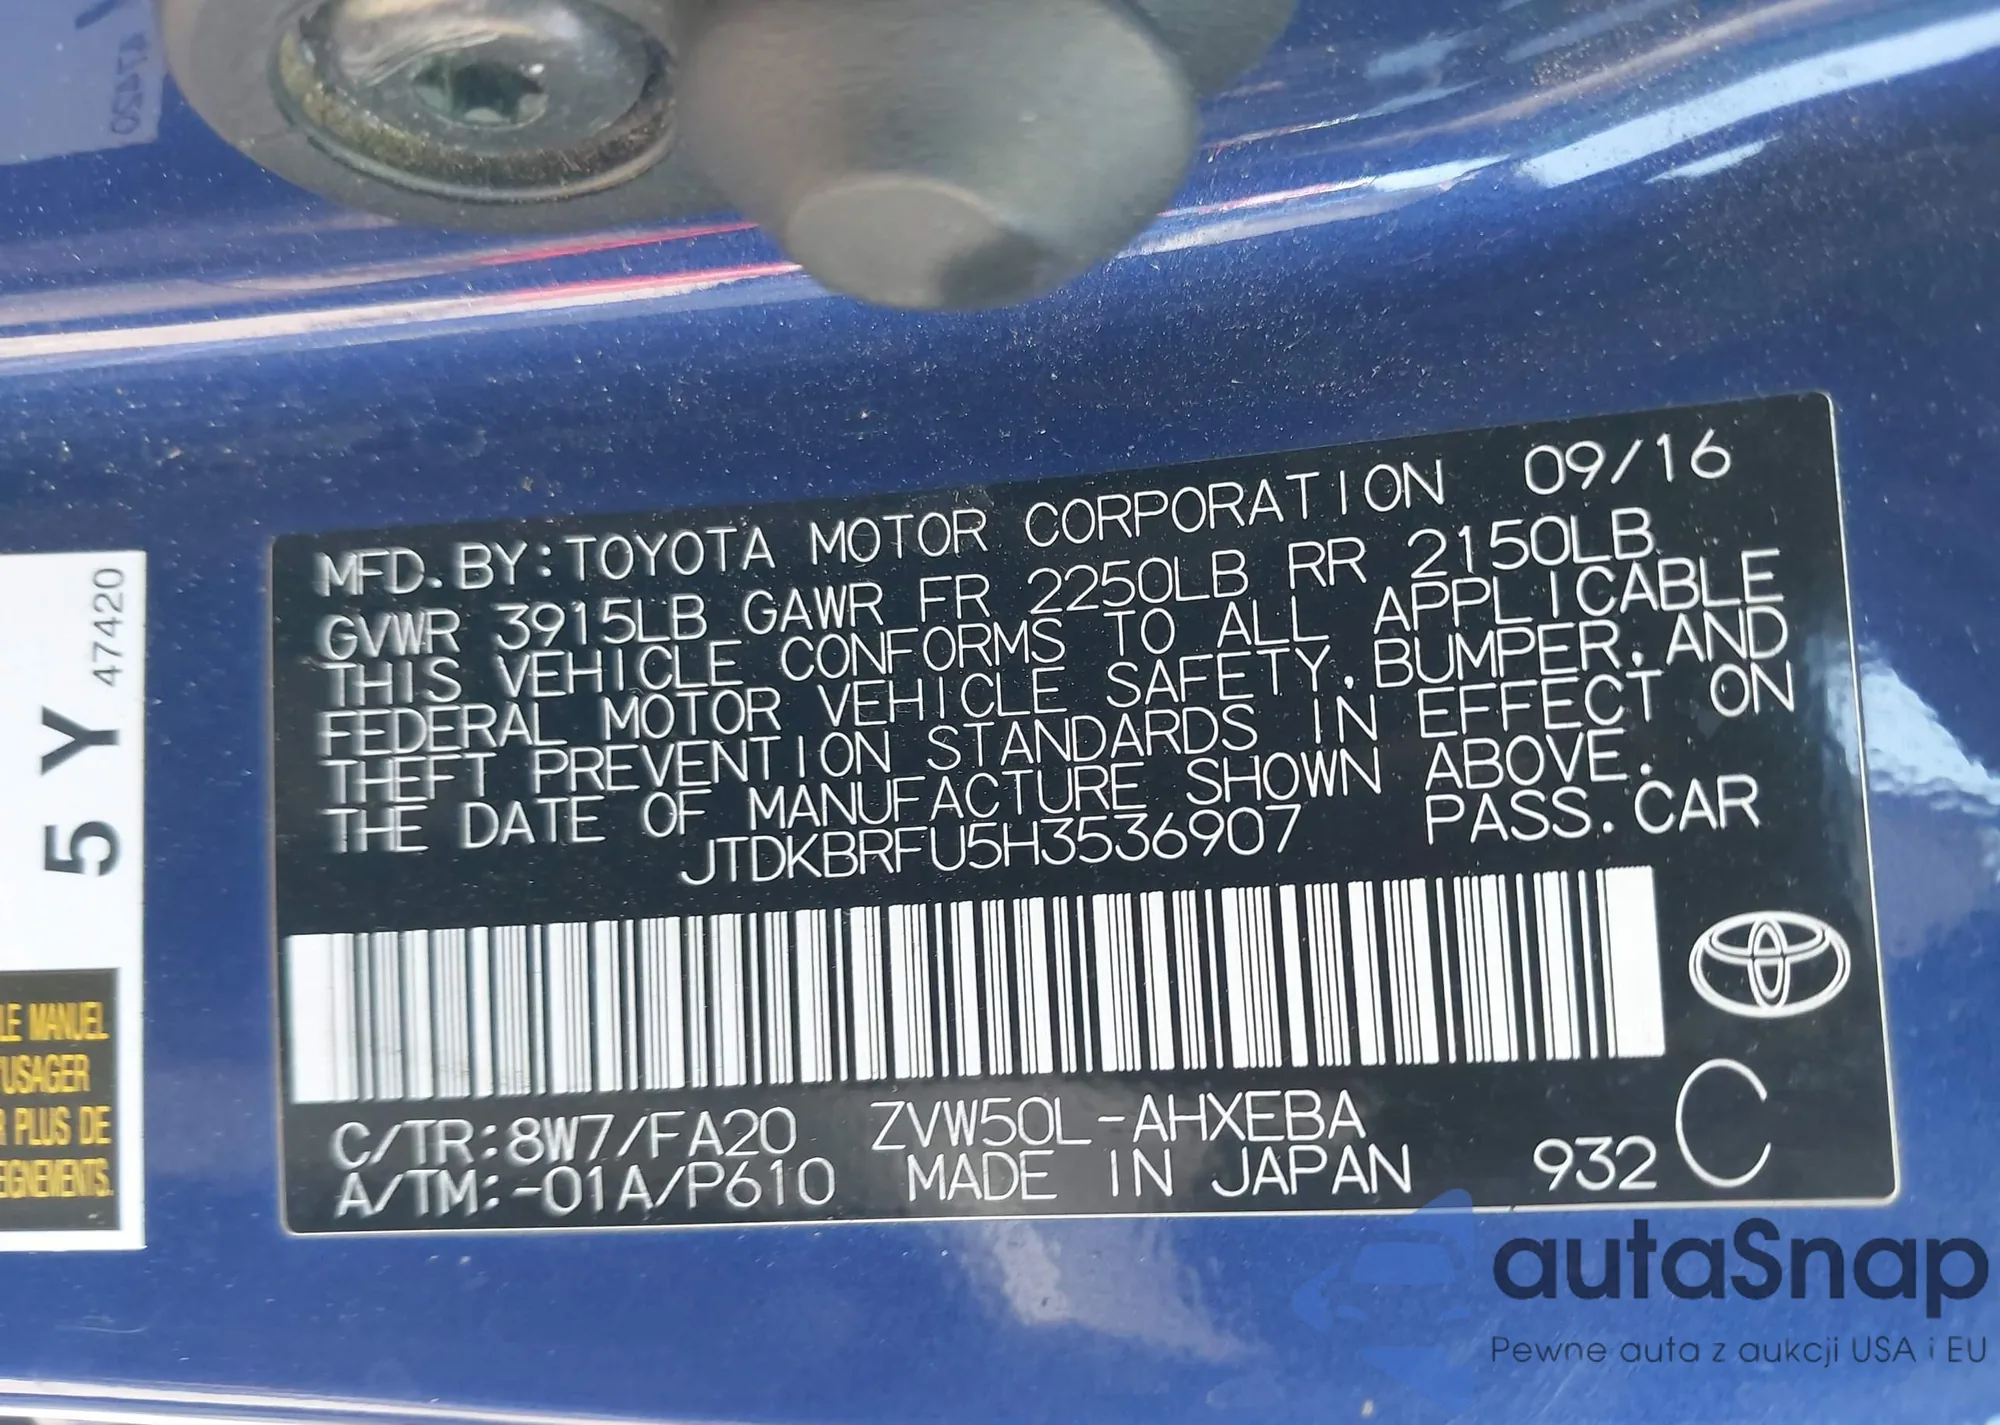 47420
5Y
47420
LE MANUEL
'USAGER
R PLUS DE
EGNEMENTS.
MFD. BY: TOYOTA MOTOR CORPORATION 09/16
GVWR 3915LB GAWR FR 2250LB RR 2150LB
THIS VEHICLE CONFORMS TO ALL APPLICABLE
FEDERAL MOTOR VEHICLE SAFETY, BUMPER, AND
THEFT PREVENTION STANDARDS IN EFFECT ON
THE DATE OF MANUFACTURE SHOWN ABOVE.
JTDKBRFU5H3536907 PASS. CAR
C/TR: 8W7/FA20 ZVW50L-AHXEBA
A/TM: -01A/P610 MADE IN JAPAN 932 C
autaSnap
Pewne auta z aukcji USA i EU